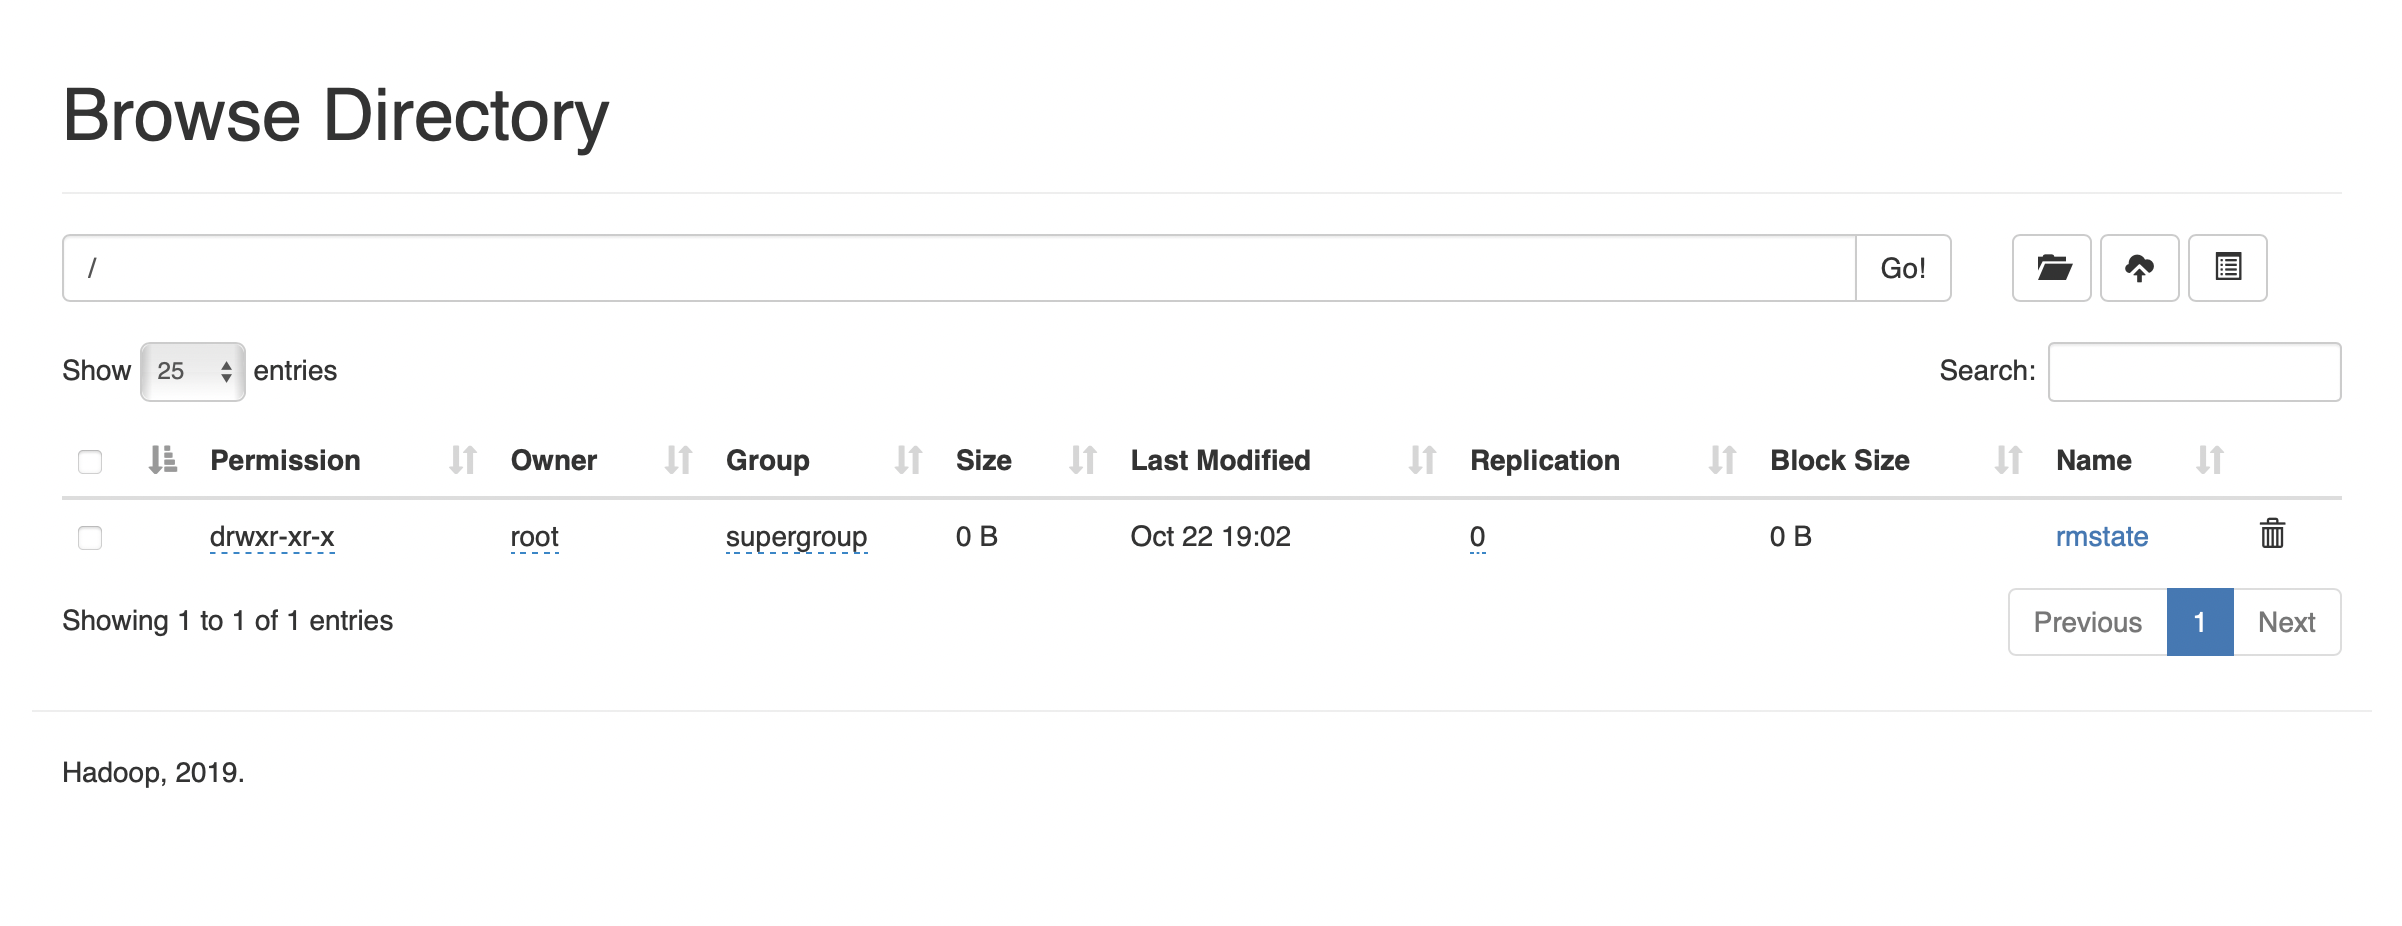 Browse Directory
/ Go!
Show 25 entries Search:
Permission Owner Group Size Last Modified Replication Block Size Name
drwxr-xr-x root supergroup 0 B Oct 22 19:02 0 0 B rmstate
Showing 1 to 1 of 1 entries Previous 1 Next
Hadoop, 2019.